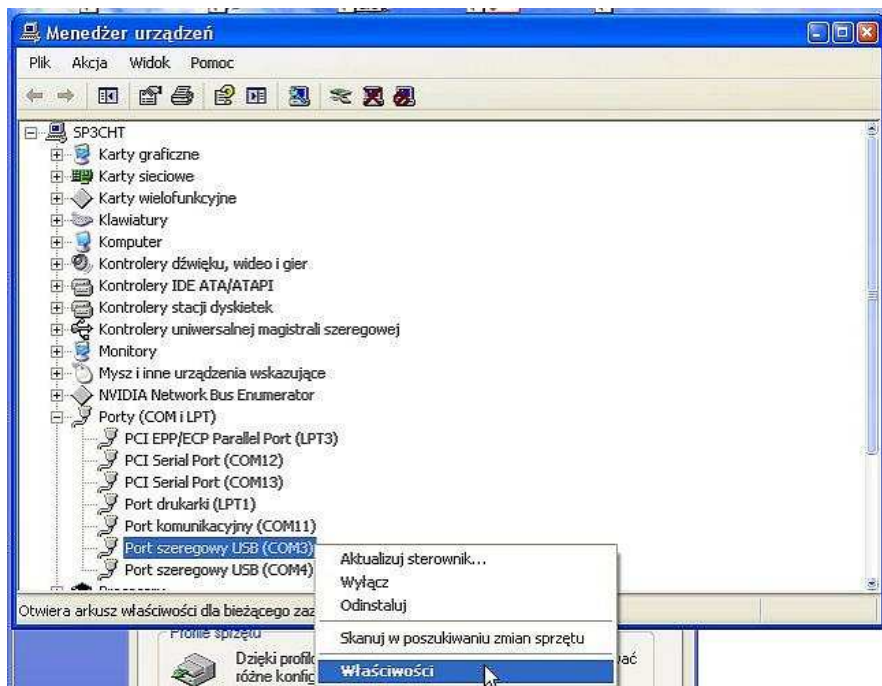 Menedżer urządzeń
Plik Akcja Widok Pomoc
SP3CHT
Karty graficzne
Karty sieciowe
Karty wielofunkcyjne
Klawiatury
Komputer
Kontrolery dźwięku, wideo i gier
Kontrolery IDE ATA/ATAPI
Kontrolery stacji dyskietek
Kontrolery uniwersalnej magistrali szeregowej
Monitory
Mysz i inne urządzenia wskazujące
NVIDIA Network Bus Enumerator
Porty (COM i LPT)
PCI EPP/ECP Parallel Port (LPT3)
PCI Serial Port (COM12)
PCI Serial Port (COM13)
Port drukarki (LPT1)
Port komunikacyjny (COM11)
Port szeregowy USB (COM3)
Port szeregowy USB (COM4)
Aktualizuj sterownik...
Wyłącz
Odinstaluj
Skanuj w poszukiwaniu zmian sprzętu
Właściwości
Otwiera arkusz właściwości dla bieżącego zaz
Profile sprzętu
Dzięki profil
różne konfig